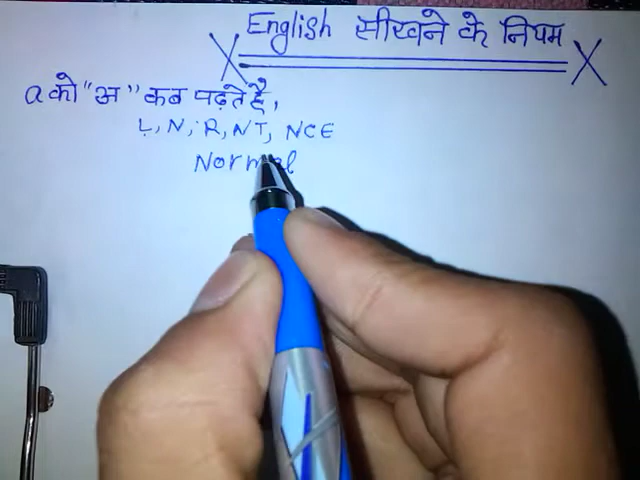 English सीखने के नियम
a को "अ" कब पढ़ते है,
L, N, R, NT, NCE
Normal